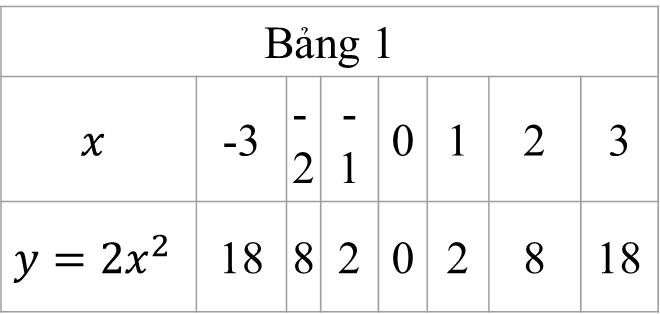 Bảng 1
x -3 -2 -1 0 1 2 3
y = 2x² 18 8 2 0 2 8 18